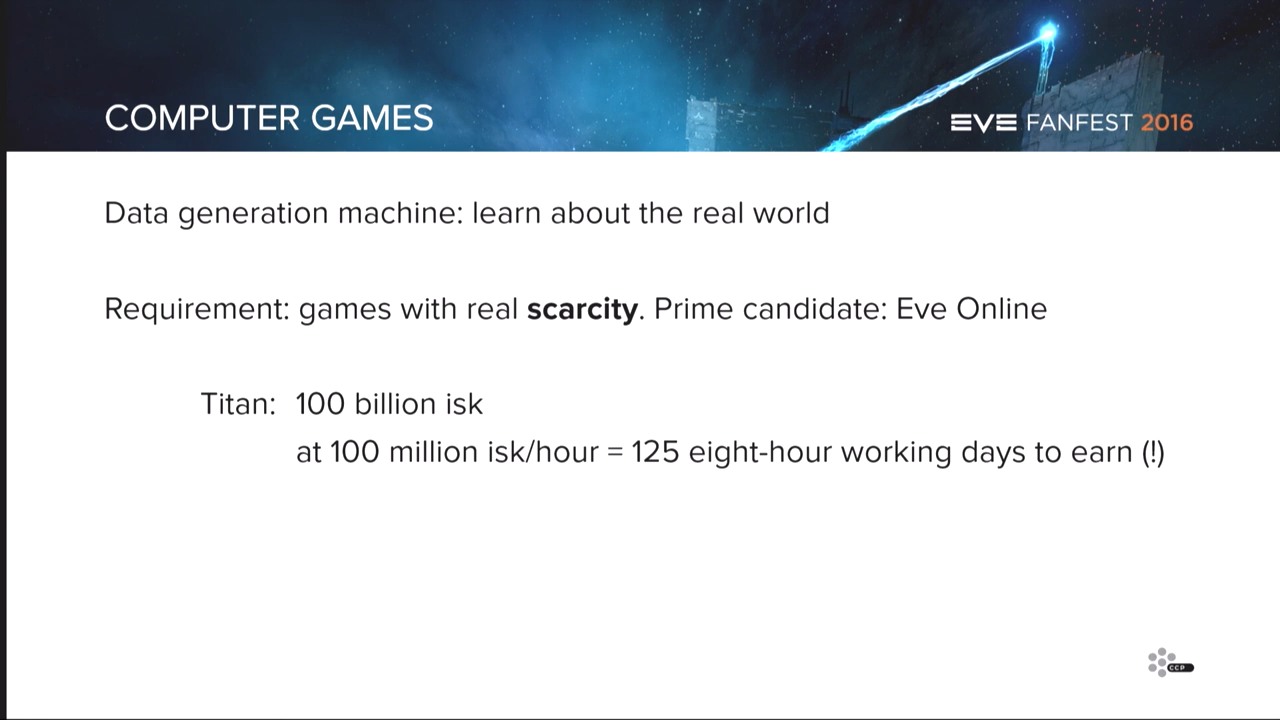 COMPUTER GAMES
EVE FANFEST 2016
Data generation machine: learn about the real world
Requirement: games with real scarcity. Prime candidate: Eve Online
Titan: 100 billion isk
at 100 million isk/hour = 125 eight-hour working days to earn (!)
CCP